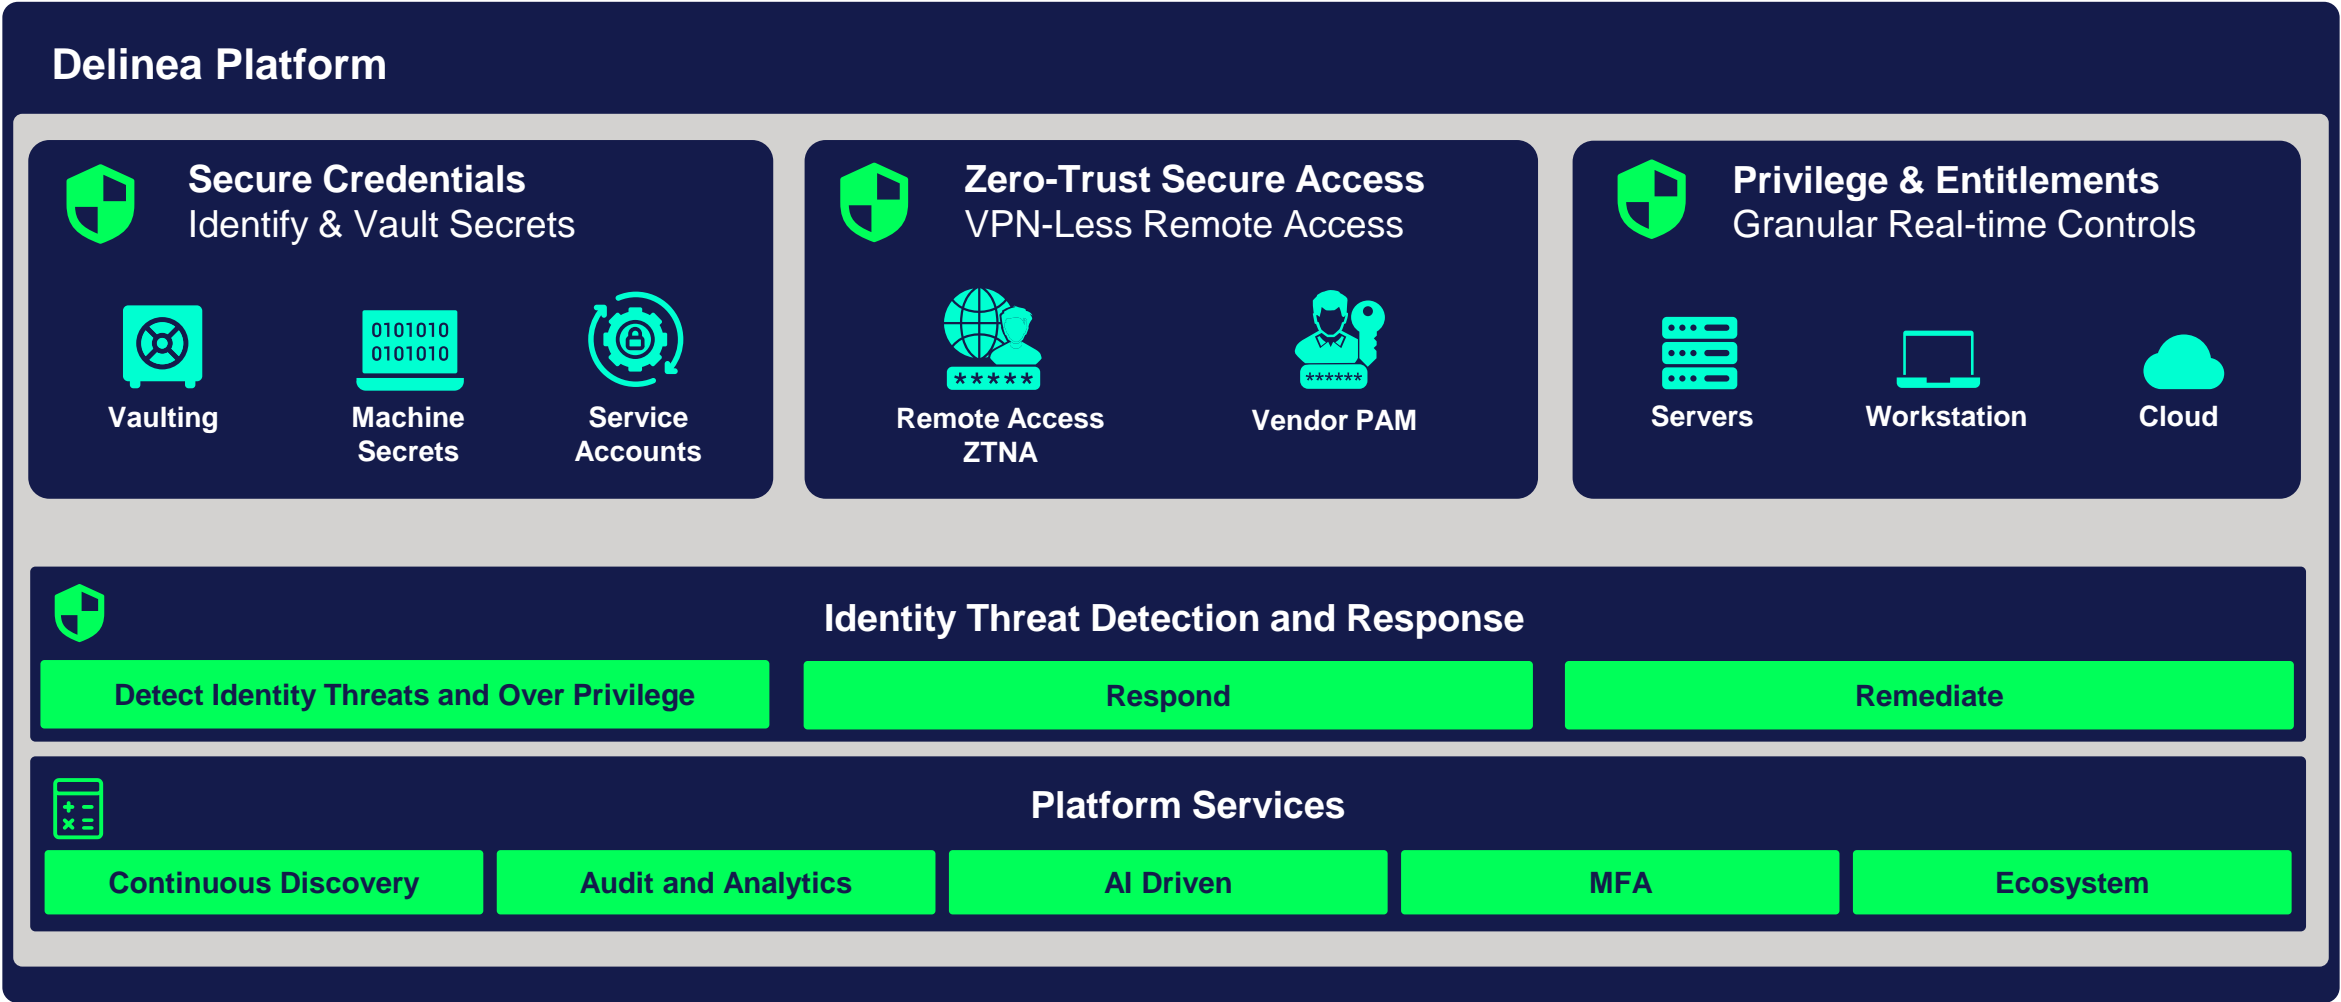 Delinea Platform
Secure Credentials
Identify & Vault Secrets
0101010
0101010
Vaulting
Machine
Secrets
Service
Accounts
Zero-Trust Secure Access
VPN-Less Remote Access
*****
******
Remote Access
ZTNA
Vendor PAM
Privilege & Entitlements
Granular Real-time Controls
Servers
Workstation
Cloud
Identity Threat Detection and Response
Detect Identity Threats and Over Privilege
Respond
Remediate
Platform Services
Continuous Discovery
Audit and Analytics
AI Driven
MFA
Ecosystem